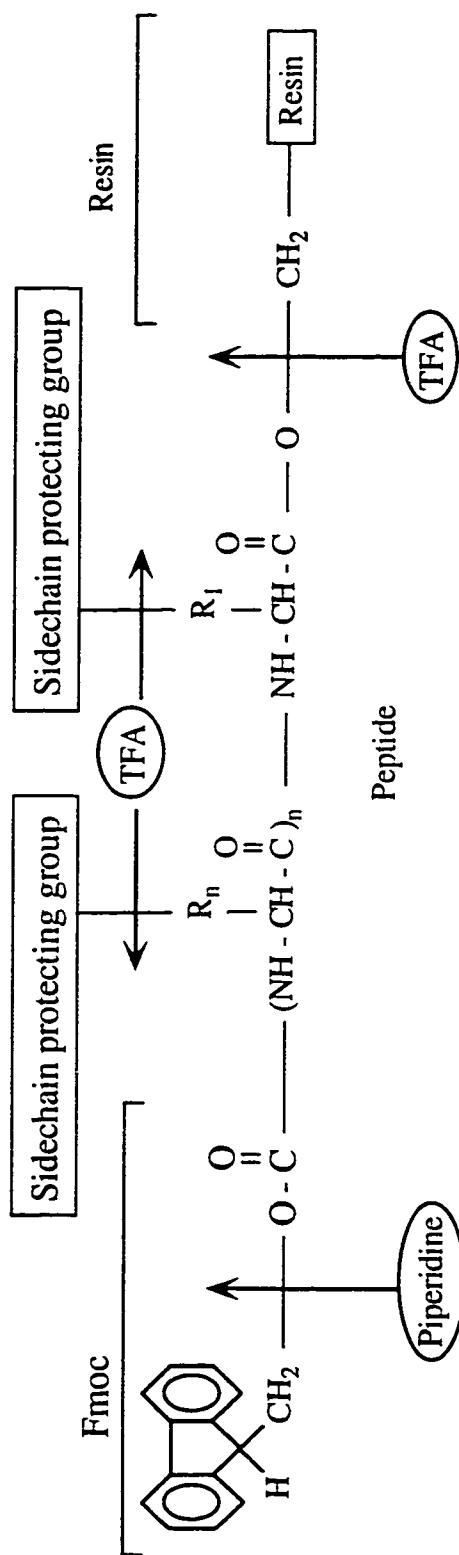 Fmoc
Sidechain protecting group
Sidechain protecting group
Resin
TFA
O
Rₙ
O
R₁
O
H
CH₂
O - C
(NH - CH - C)ₙ
NH - CH - C
O
CH₂
Resin
Piperidine
Peptide
TFA